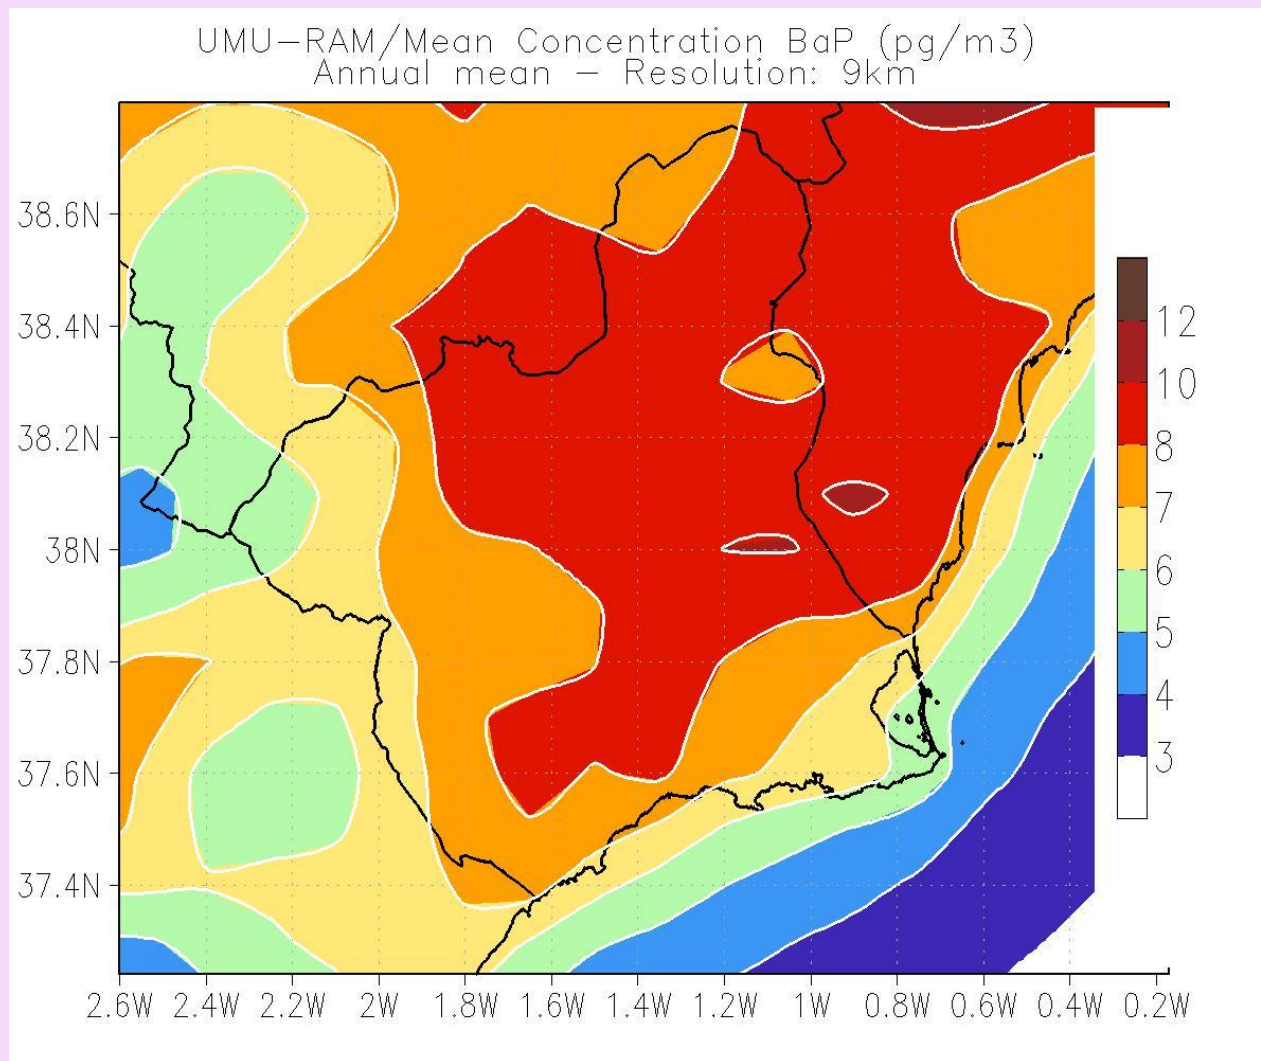 UMU-RAM/Mean Concentration BaP (pg/m3)
Annual mean - Resolution: 9km
38.6N
38.4N
38.2N
38N
37.8N
37.6N
37.4N
2.6W 2.4W 2.2W 2W 1.8W 1.6W 1.4W 1.2W 1W 0.8W 0.6W 0.4W 0.2W
12
10
8
7
6
5
4
3